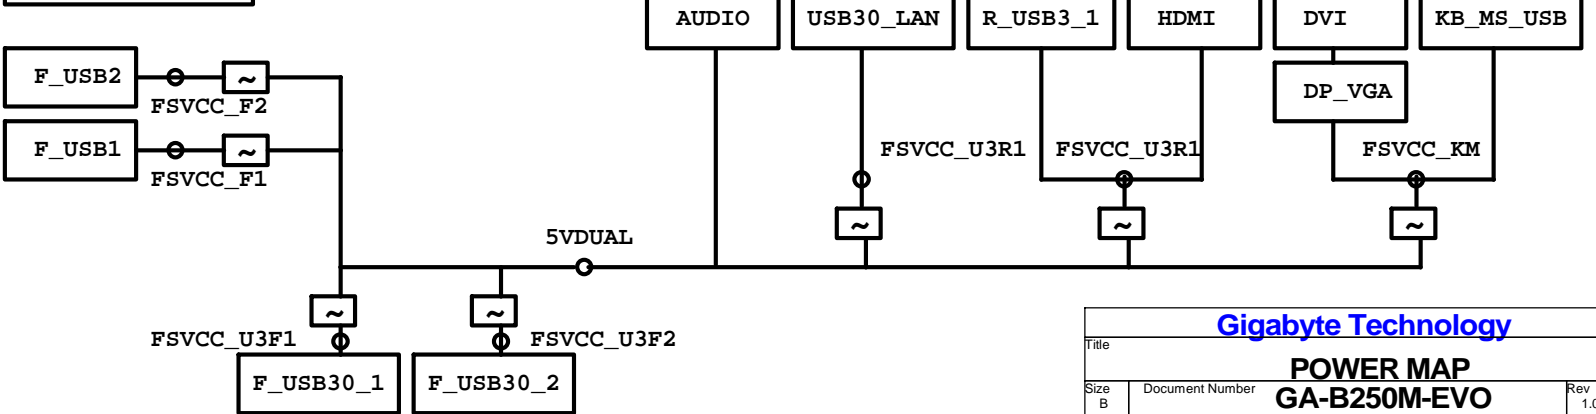 AUDIO USB30_LAN R_USB3_1 HDMI DVI KB_MS_USB
F_USB2 ~
FSVCC_F2
DP_VGA
F_USB1 ~
FSVCC_F1
FSVCC_U3R1 FSVCC_U3R1 FSVCC_KM
~ ~ ~
5VDUAL
~ ~
FSVCC_U3F1 FSVCC_U3F2
F_USB30_1 F_USB30_2
Gigabyte Technology
Title
POWER MAP
Size Document Number Rev
B GA-B250M-EVO